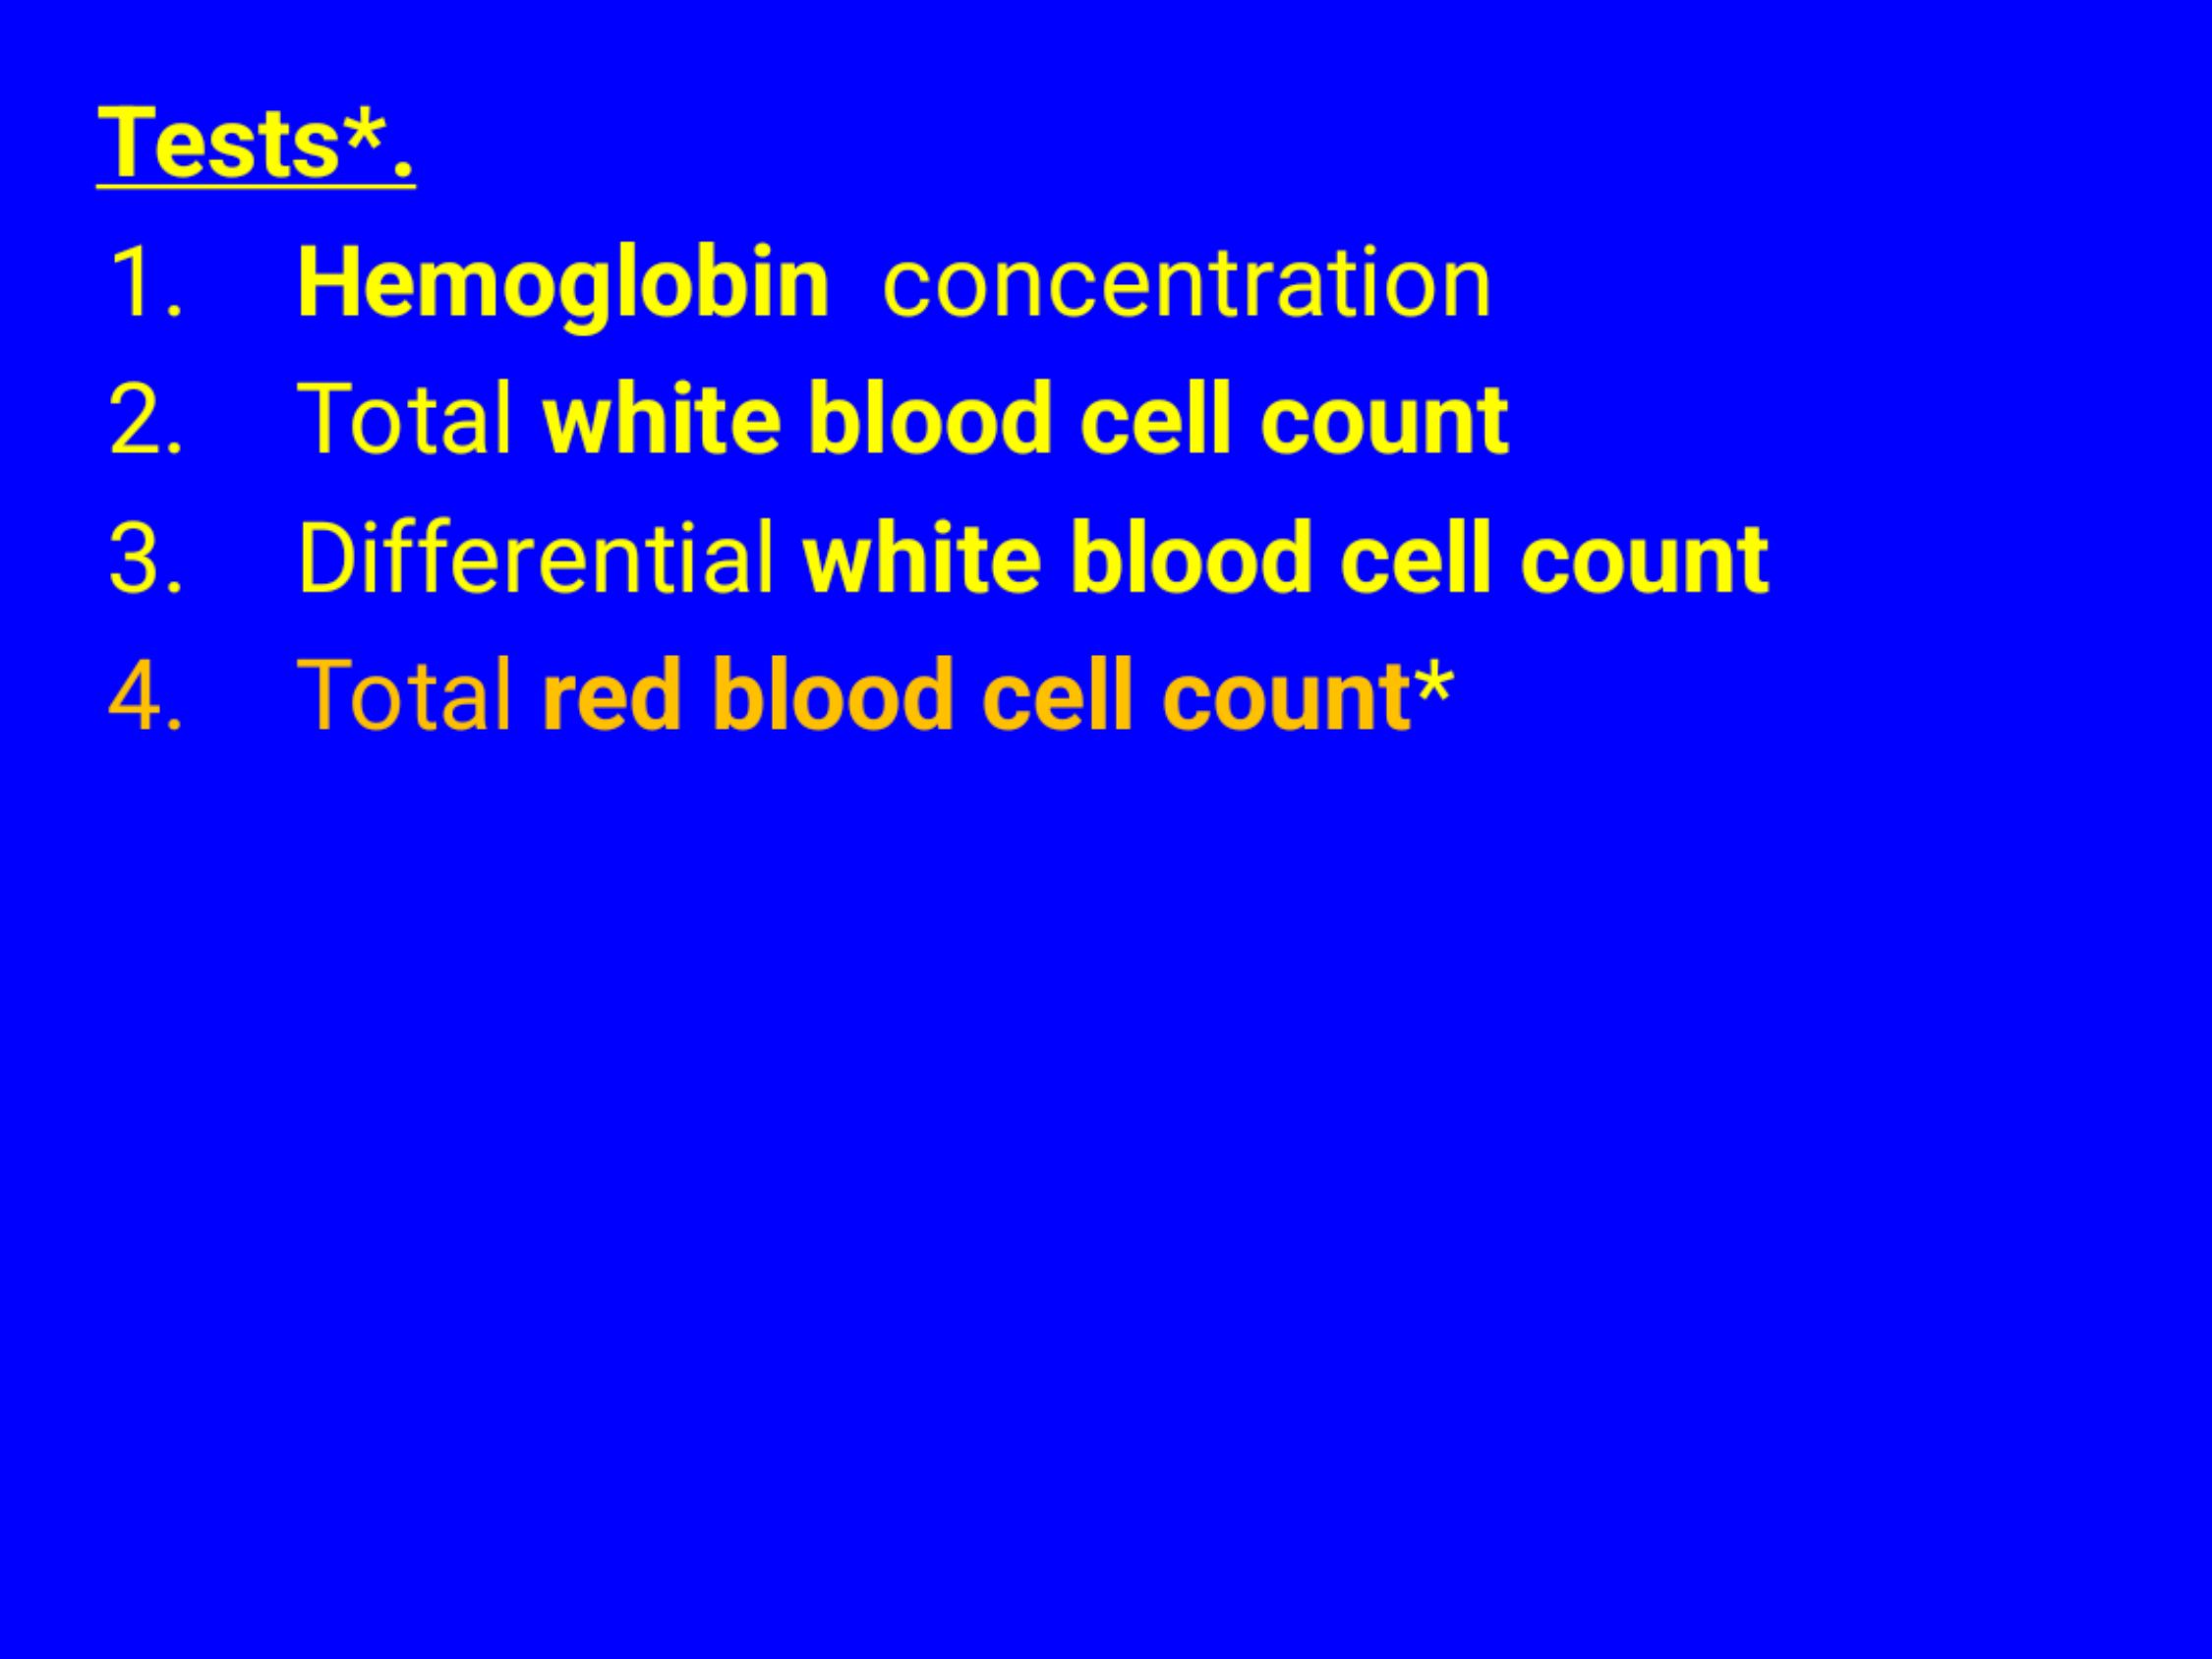 Tests*.
1. Hemoglobin concentration
2. Total white blood cell count
3. Differential white blood cell count
4. Total red blood cell count*